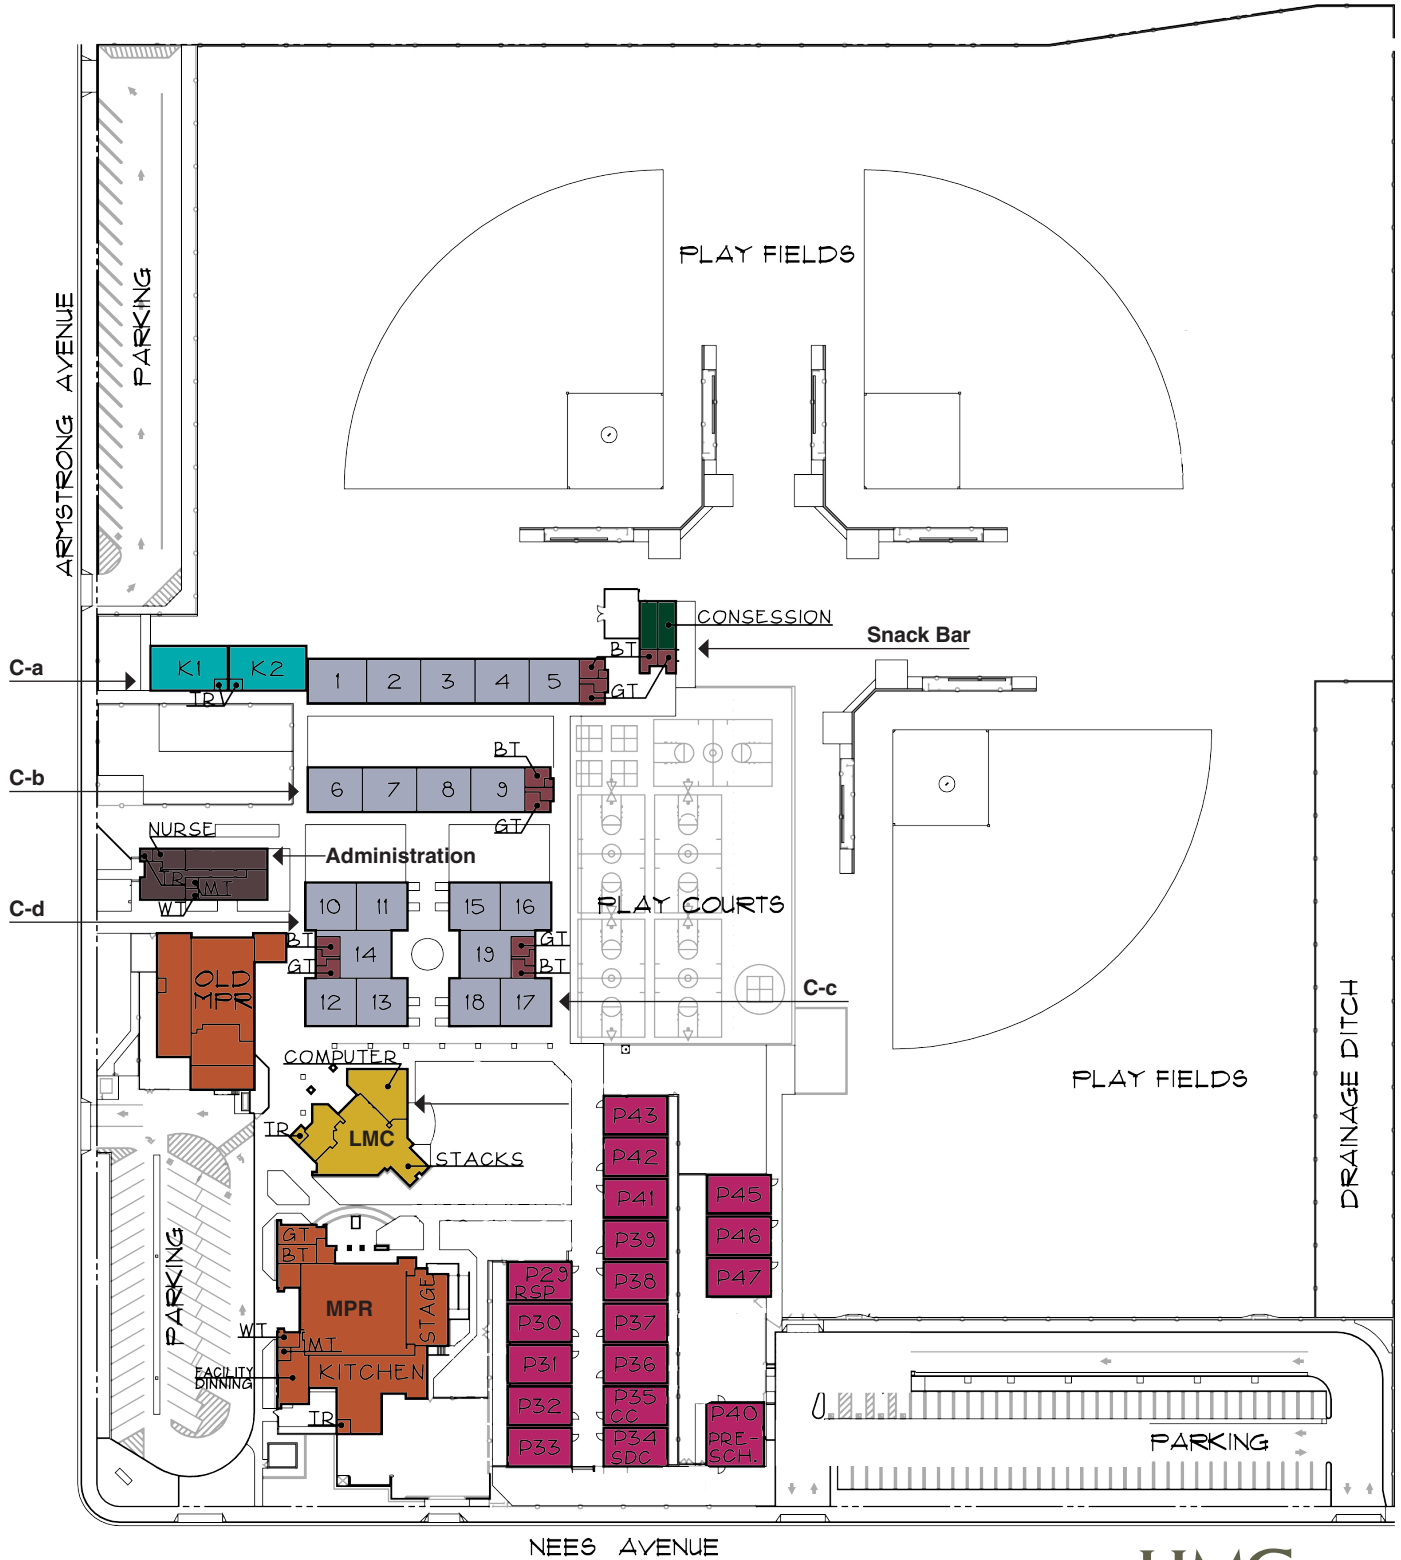 PLAY FIELDS
PARKING
ARMSTRONG AVENUE
CONSESSION
Snack Bar
BT
GT
C-a
K1
K2
TR
1
2
3
4
5
C-b
BT
6
7
8
9
GT
NURSE
Administration
TR
MT
WT
C-d
10
11
15
16
PLAY COURTS
BT
14
19
GT
GT
BT
OLD
MPR
12
13
18
17
C-c
COMPUTER
PLAY FIELDS
DRAINAGE DITCH
TR
LMC
STACKS
P43
P42
P41
P39
P38
P37
P36
P35
CC
P34
SDC
P45
P46
P47
P40
PRE-
SCH.
P29
RSP
P30
P31
P32
P33
GT
BT
MPR
STAGE
WT
MT
KITCHEN
FACILITY
DINNING
TR
PARKING
PARKING
NEES AVENUE